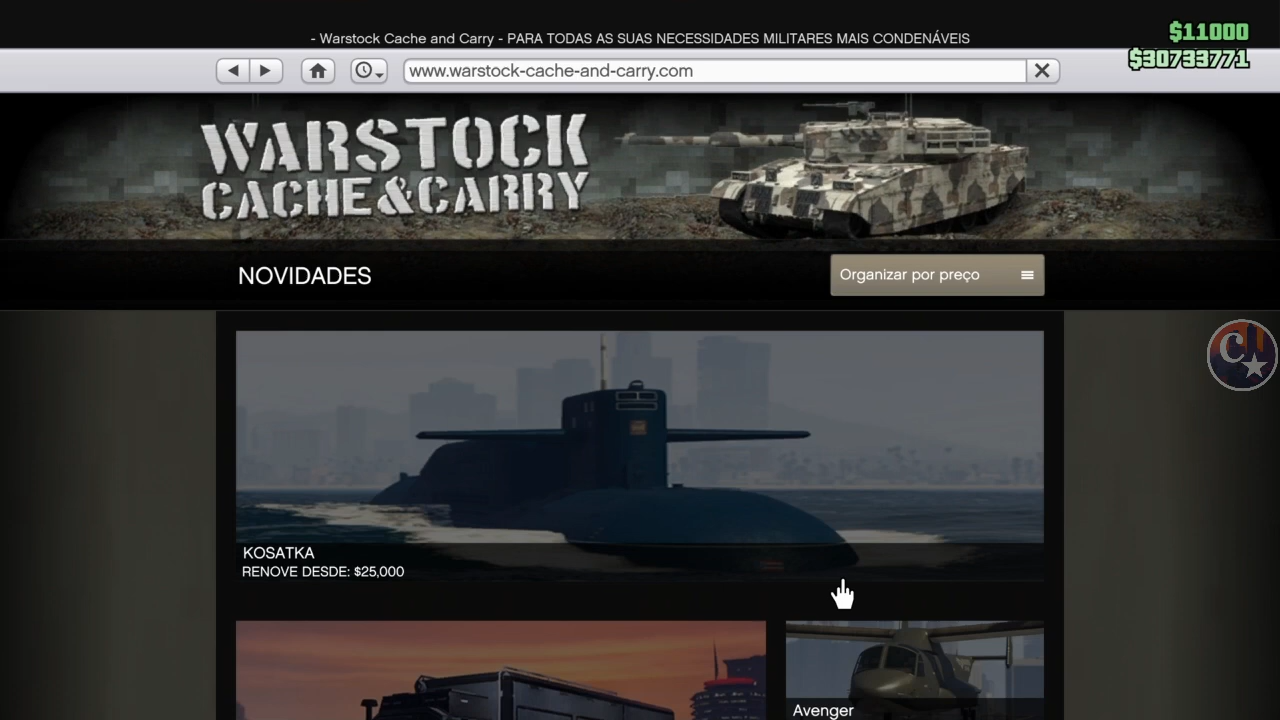 - Warstock Cache and Carry - PARA TODAS AS SUAS NECESSIDADES MILITARES MAIS CONDENÁVEIS
$11000
$30733771
www.warstock-cache-and-carry.com
WARSTOCK
CACHE&CARRY
NOVIDADES
Organizar por preço
C
KOSATKA
RENOVE DESDE: $25,000
Avenger